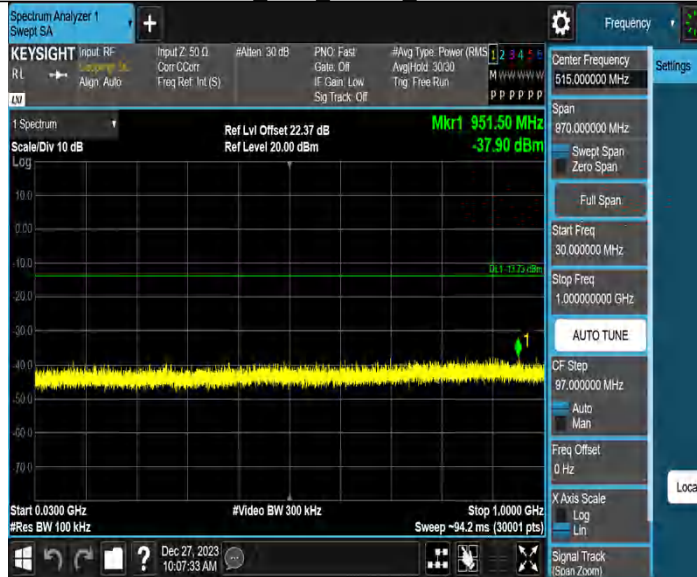 Spectrum Analyzer 1
Swept SA
Frequency
KEYSIGHT
RL
Input: RF
Align: Auto
Input Z: 50 Ω
Corr CCorr
Freq Ref: Int (S)
#Atten: 30 dB
PNO: Fast
Gate: Off
IF Gain: Low
Sig Track: Off
#Avg Type: Power (RMS)
Avg|Hold: 30/30
Trig: Free Run
1 2 3 4 5 6
M W W W W W
P P P P P P
Center Frequency
515.000000 MHz
Settings
Span
970.000000 MHz
Swept Span
Zero Span
Full Span
Start Freq
30.000000 MHz
Stop Freq
1.000000000 GHz
AUTO TUNE
CF Step
97.000000 MHz
Auto
Man
Freq Offset
0 Hz
X Axis Scale
Log
Lin
Signal Track
(Span Zoom)
Loca
1 Spectrum
Scale/Div 10 dB
Log
Ref Lvl Offset 22.37 dB
Ref Level 20.00 dBm
Mkr1 951.50 MHz
-37.90 dBm
10.0
0.00
-10.0
DL1 -13.73 dBm
-20.0
-30.0
1
-40.0
-50.0
-60.0
-70.0
Start 0.0300 GHz
#Video BW 300 kHz
Stop 1.0000 GHz
#Res BW 100 kHz
Sweep ~94.2 ms (30001 pts)
?
Dec 27, 2023
10:07:33 AM